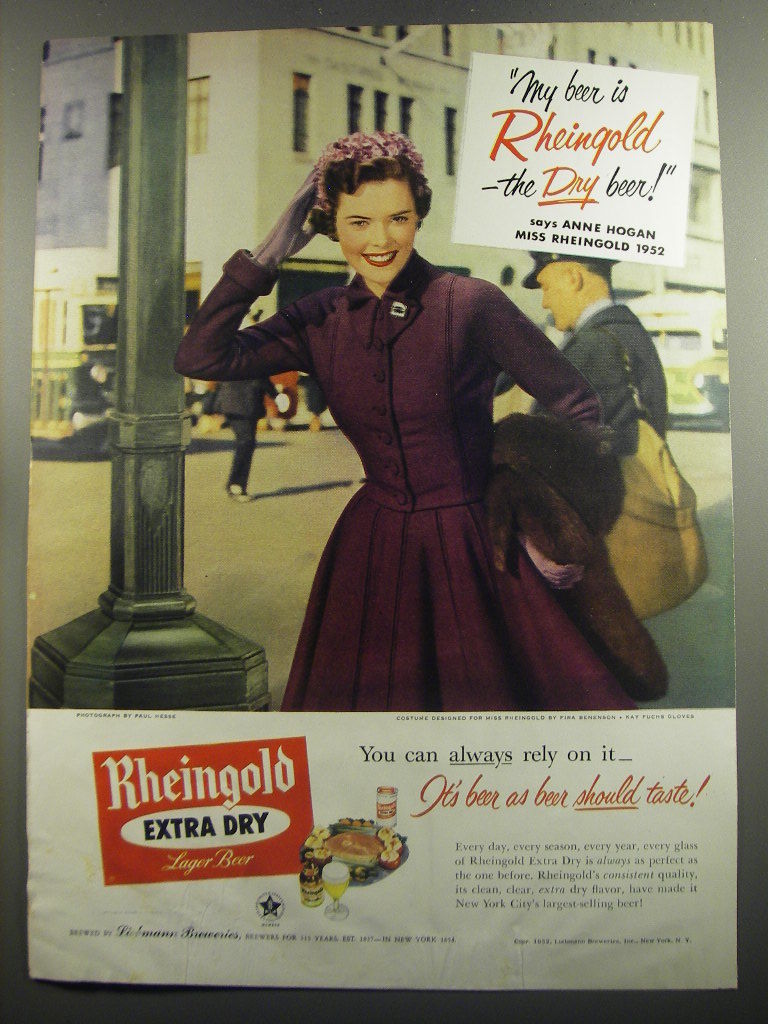 "My beer is
Rheingold
—the Dry beer!"
says ANNE HOGAN
MISS RHEINGOLD 1952
PHOTOGRAPH BY PAUL HESSE
COSTUME DESIGNED FOR MISS RHEINGOLD BY FIRA BENENSON • KAY FUCHS GLOVES
Rheingold
EXTRA DRY
Lager Beer
You can always rely on it—
It's beer as beer should taste!
Every day, every season, every year, every glass
of Rheingold Extra Dry is always as perfect as
the one before. Rheingold's consistent quality,
its clean, clear, extra dry flavor, have made it
New York City's largest-selling beer!
BREWED BY Liebmann Breweries, BREWERS FOR 115 YEARS. EST. 1837—IN NEW YORK 1854.
Copr. 1952, Liebmann Breweries, Inc., New York, N. Y.